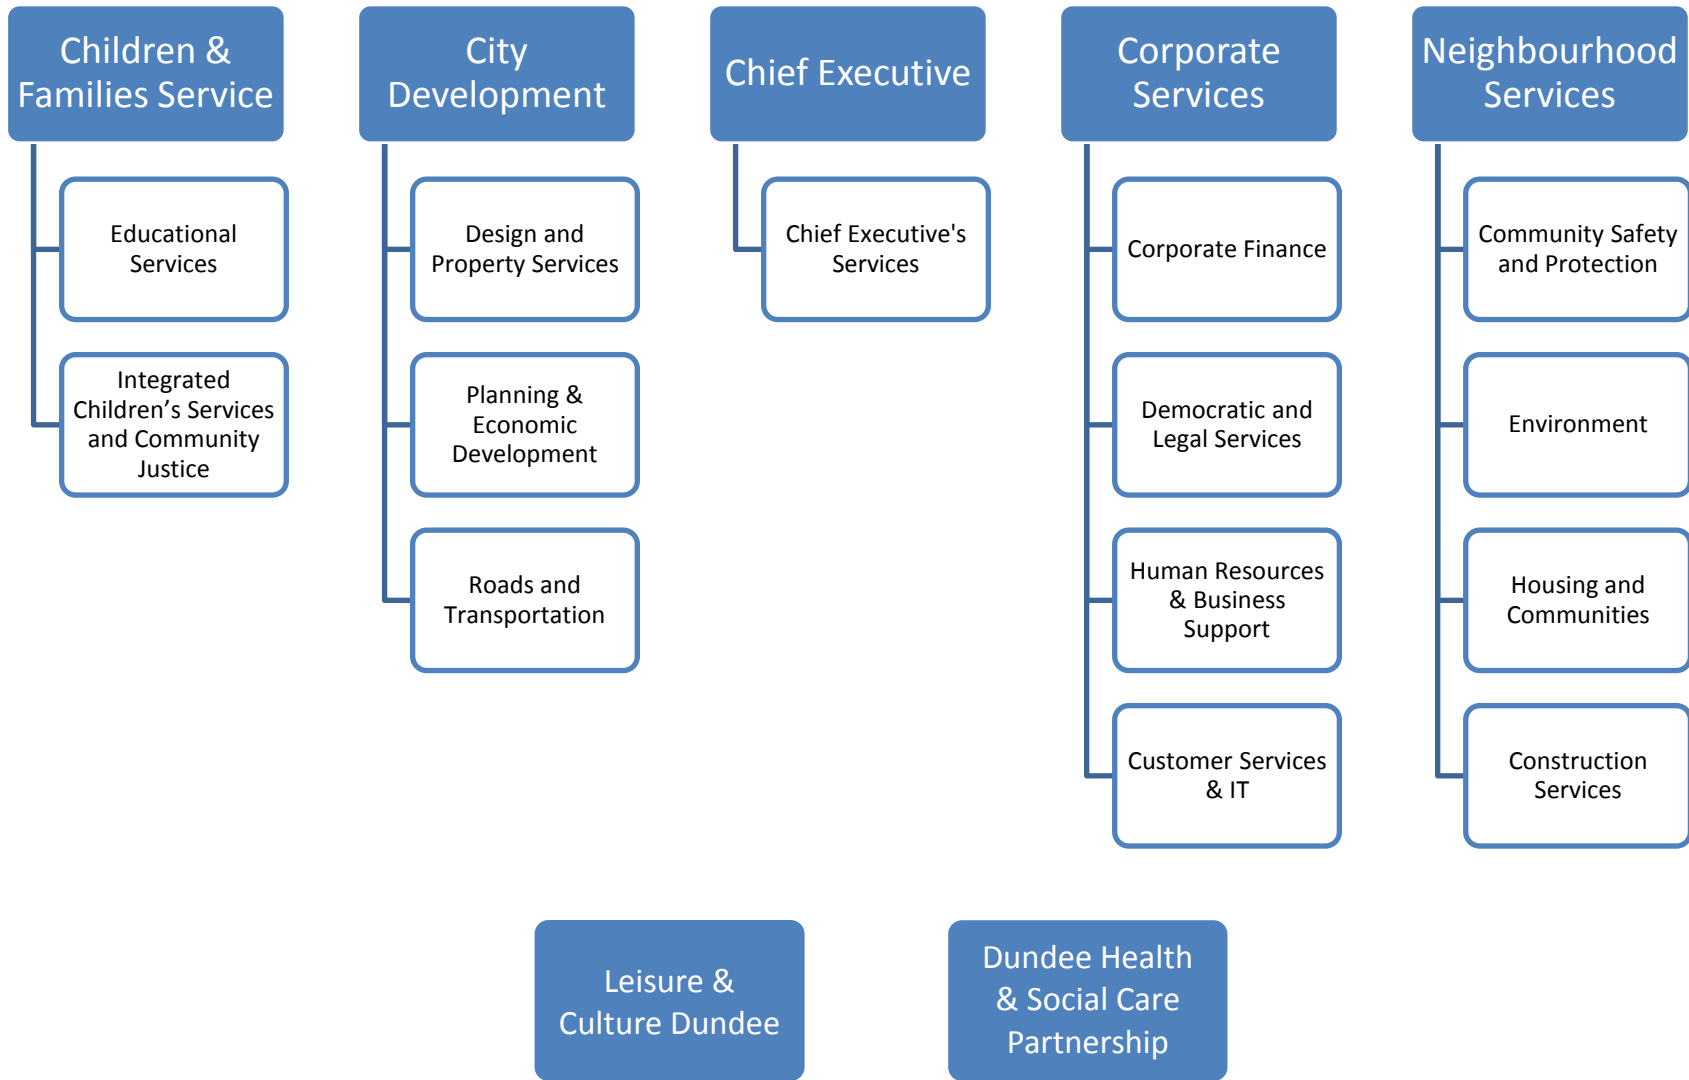 Children &
Families Service
City
Development
Chief Executive
Corporate
Services
Neighbourhood
Services
Educational
Services
Integrated
Children’s Services
and Community
Justice
Design and
Property Services
Planning &
Economic
Development
Roads and
Transportation
Chief Executive's
Services
Corporate Finance
Democratic and
Legal Services
Human Resources
& Business
Support
Customer Services
& IT
Community Safety
and Protection
Environment
Housing and
Communities
Construction
Services
Leisure &
Culture Dundee
Dundee Health
& Social Care
Partnership